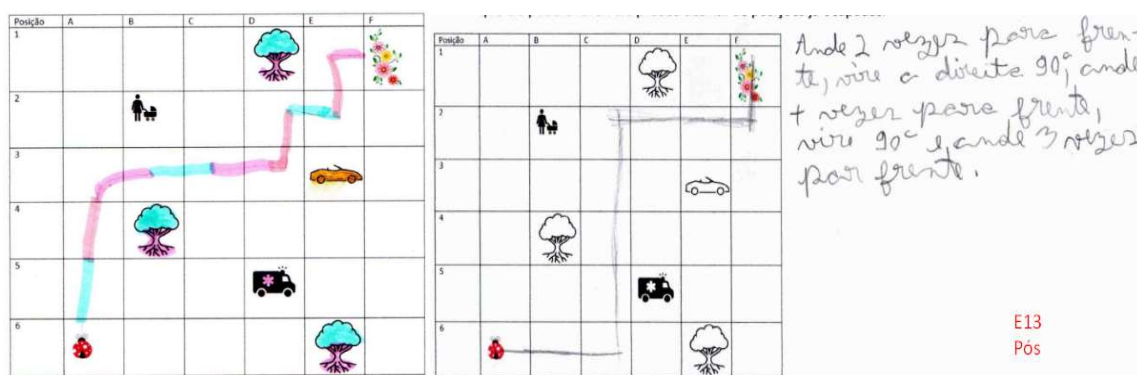 Posição A B C D E F
1
2
3
4
5
6
Posição A B C D E F
1
2
3
4
5
6
Ande 2 vezes para fren-
te, vire a direita 90°, ande
+ vezes para frente,
vire 90° e ande 3 vezes
par frente.
E13
Pós